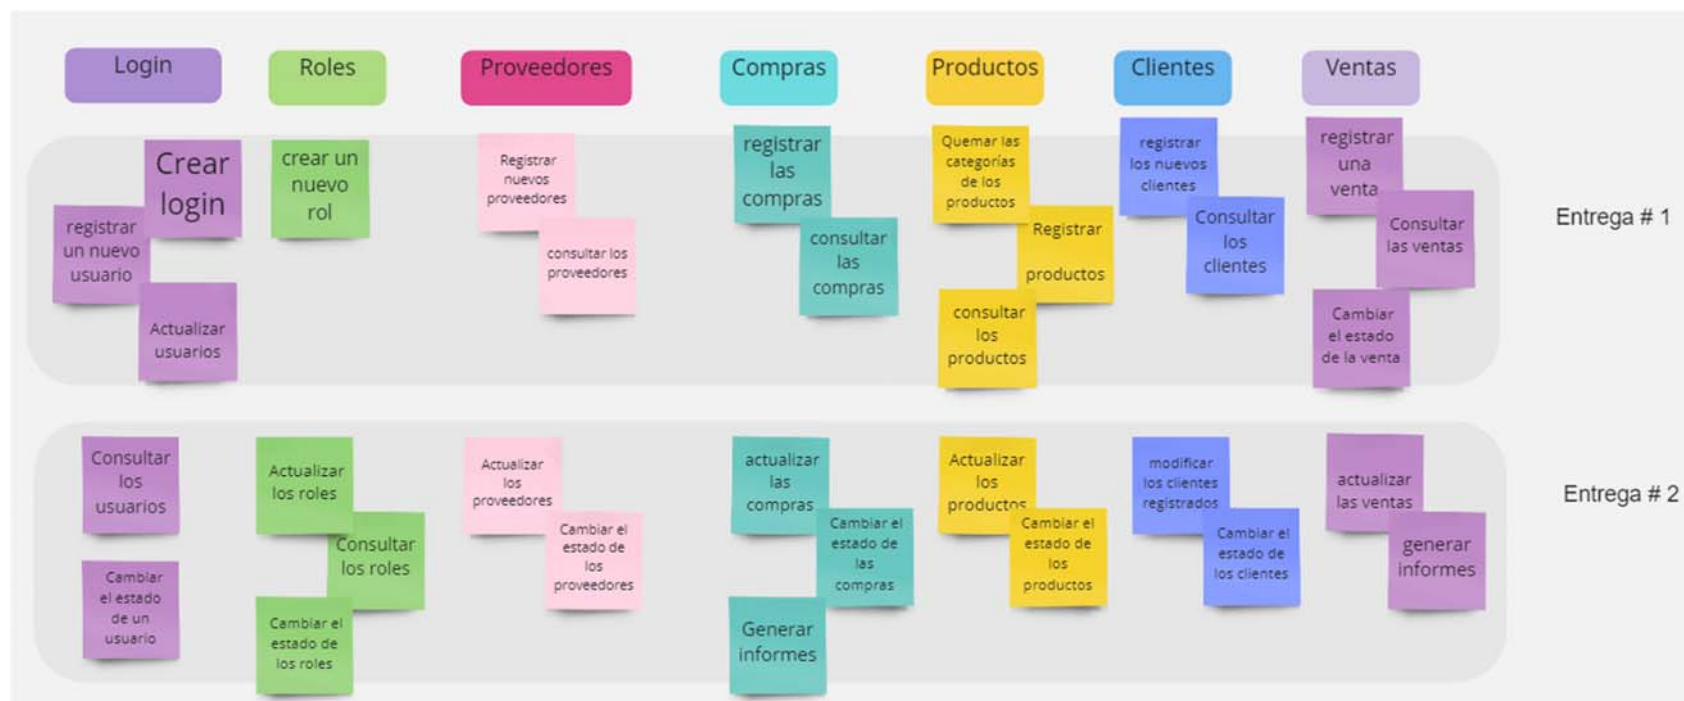 Login
Roles
Proveedores
Compras
Productos
Clientes
Ventas
Crear
login
registrar
un nuevo
usuario
Actualizar
usuarios
crear un
nuevo
rol
Registrar
nuevos
proveedores
consultar los
proveedores
registrar
las
compras
consultar
las
compras
Quemar las
categorías
de los
productos
Registrar
productos
consultar
los
productos
registrar
los nuevos
clientes
Consultar
los
clientes
registrar
una
venta
Consultar
las ventas
Cambiar
el estado
de la venta
Entrega # 1
Consultar
los
usuarios
Cambiar
el estado
de un
usuario
Actualizar
los roles
Consultar
los roles
Cambiar el
estado de
los roles
Actualizar
los
proveedores
Cambiar el
estado de
los
proveedores
actualizar
las
compras
Cambiar el
estado de
las
compras
Generar
informes
Actualizar
los
productos
Cambiar el
estado de
los
productos
modificar
los clientes
registrados
Cambiar el
estado de
los clientes
actualizar
las ventas
generar
informes
Entrega # 2